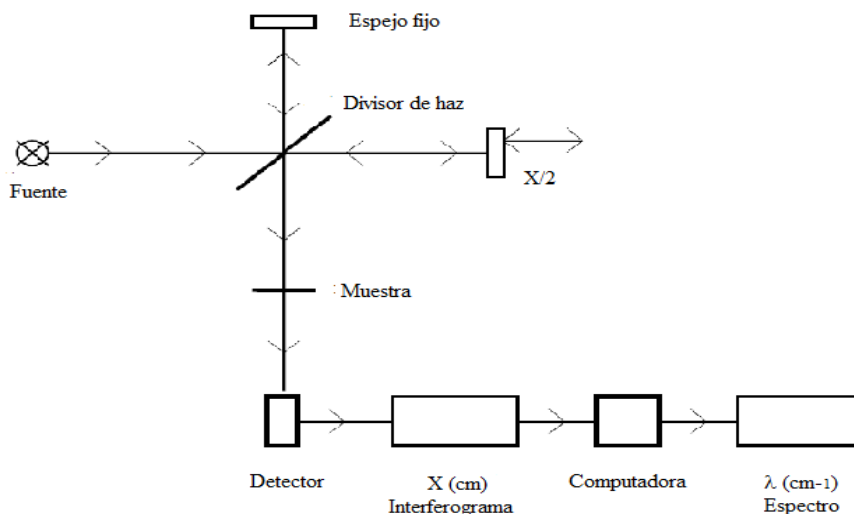 Espejo fijo
Divisor de haz
Fuente
X/2
Muestra
Detector
X (cm)
Interferograma
Computadora
λ (cm-1)
Espectro